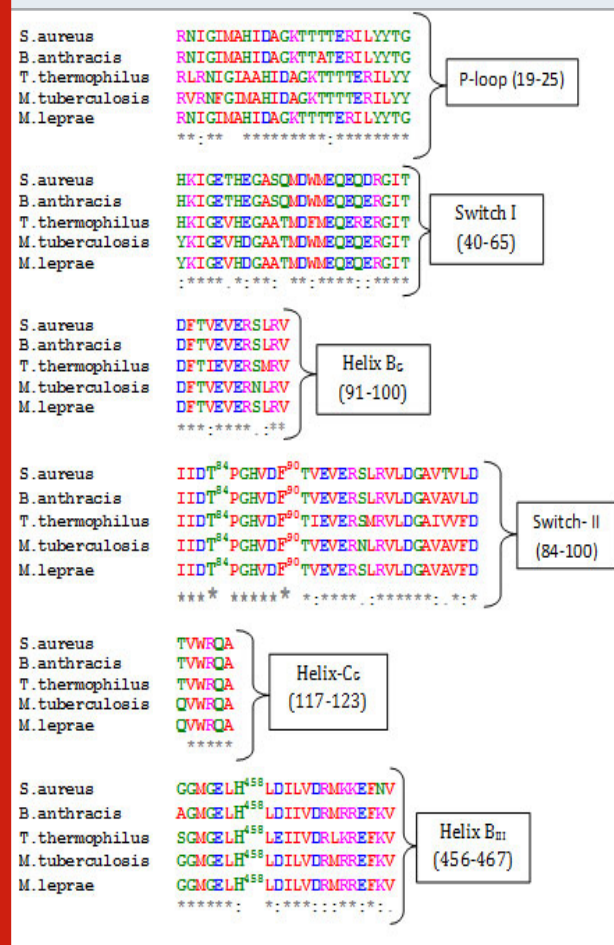 S.aureus RNIGIMAHIDAGKTTTTERILYYTG
B.anthracis RNIGIMAHIDAGKTTATERILYYTG
T.thermophilus RLRNIGIAAHIDAGKTTTTERILYY
M.tuberculosis RVRNFGIMAHIDAGKTTTTERILYY
M.leprae RNIGIMAHIDAGKTTTTERILYYTG
**:** *********:********
P-loop (19-25)
S.aureus HKIGETHEGASQMDWMEQEQDRGIT
B.anthracis HKIGETHEGASQMDWMEQEQERGIT
T.thermophilus HKIGEVHEGAATMDFMEQERERGIT
M.tuberculosis YKIGEVHDGAATMDWMEQEQERGIT
M.leprae YKIGEVHDGAATMDWMEQEQERGIT
:****.*:**: **:****::****
Switch I
(40-65)
S.aureus DFTVEVERSLRV
B.anthracis DFTVEVERSLRV
T.thermophilus DFTIEVERSMRV
M.tuberculosis DFTVEVERNLRV
M.leprae DFTVEVERSLRV
***:****.:**
Helix BG
(91-100)
S.aureus IIDT84PGHVDF90TVEVERSLRVLDGAVTVLD
B.anthracis IIDT84PGHVDF90TVEVERSLRVLDGAVAVLD
T.thermophilus IIDT84PGHVDF90TIEVERSMRVLDGAIVVFD
M.tuberculosis IIDT84PGHVDF90TVEVERNLRVLDGAVAVFD
M.leprae IIDT84PGHVDF90TVEVERSLRVLDGAVAVFD
**** ****** *:****.:******:.*:*
Switch- II
(84-100)
S.aureus TVWRQA
B.anthracis TVWRQA
T.thermophilus TVWRQA
M.tuberculosis QVWRQA
M.leprae QVWRQA
*****
Helix-CG
(117-123)
S.aureus GGMGELH458LDILVDRMKKEFNV
B.anthracis AGMGELH458LDIIVDRMRREFKV
T.thermophilus SGMGELH458LEIIVDRLKREFKV
M.tuberculosis GGMGELH458LDILVDRMRREFKV
M.leprae GGMGELH458LDILVDRMRREFKV
******: *:**:::**:*:.
Helix BIII
(456-467)